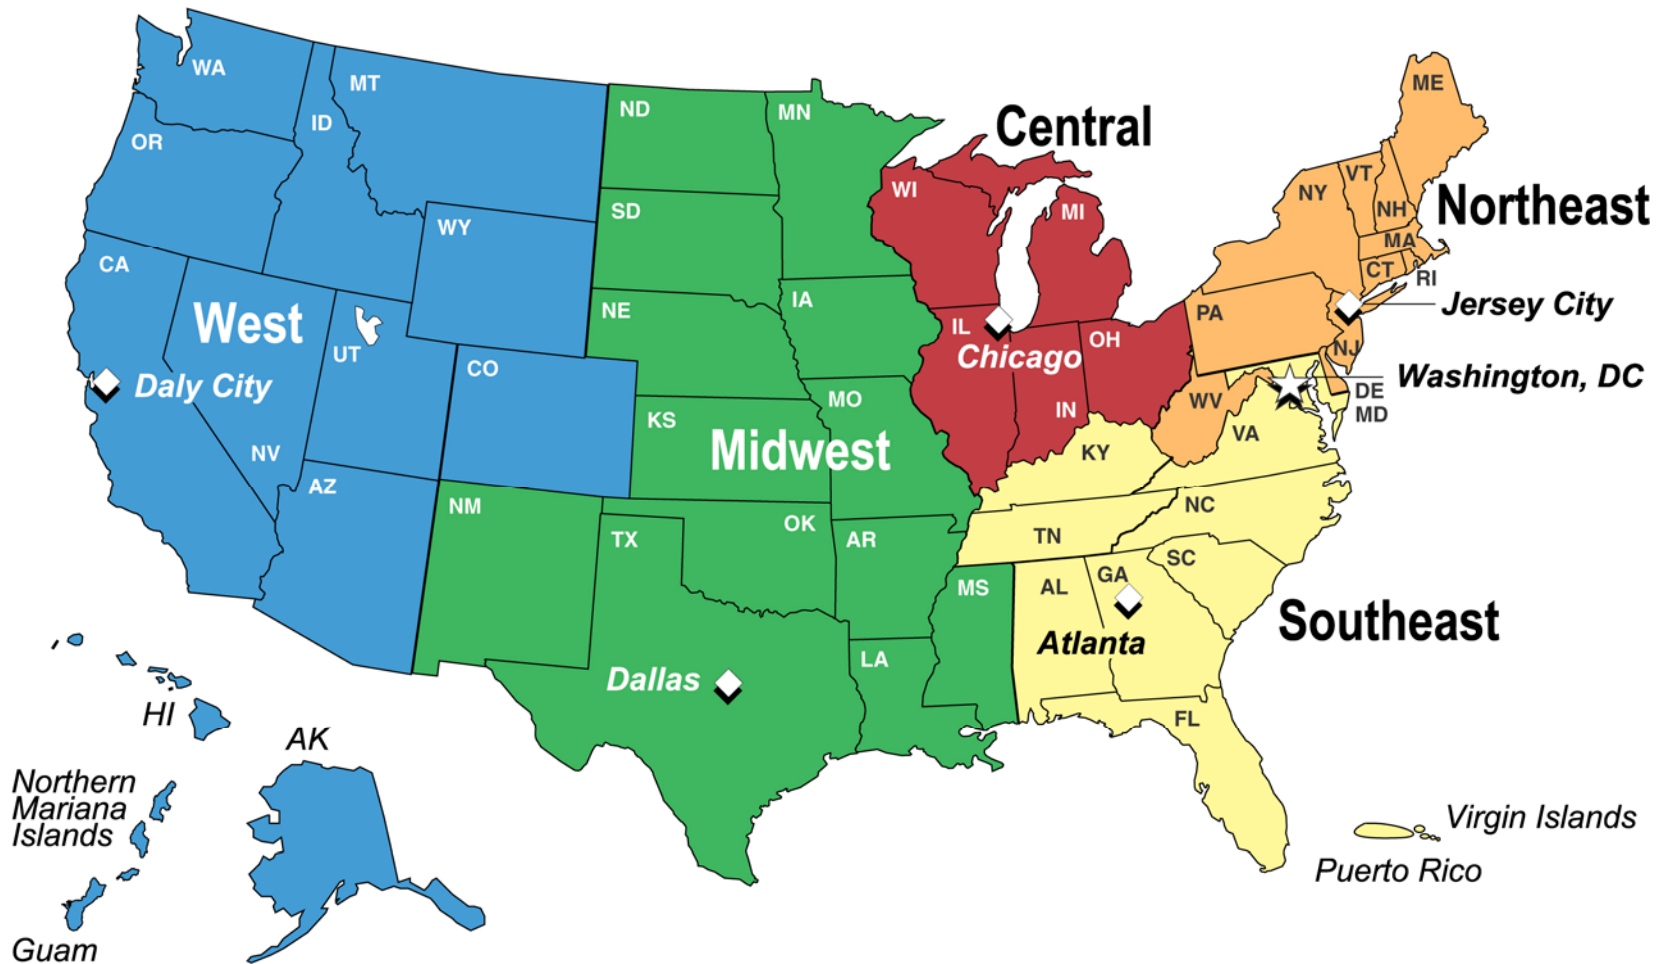 WA
MT
ND
MN
ME
ID
OR
Central
VT
WI
NY
NH
Northeast
SD
MI
WY
MA
CA
CT
RI
IA
West
NE
PA
Jersey City
IL
OH
UT
Chicago
NJ
CO
Washington, DC
Daly City
DE
MO
WV
IN
MD
KS
VA
NV
Midwest
KY
AZ
NM
NC
OK
TX
AR
TN
SC
GA
MS
AL
Southeast
Atlanta
LA
Dallas
HI
FL
AK
Northern
Mariana
Islands
Virgin Islands
Puerto Rico
Guam